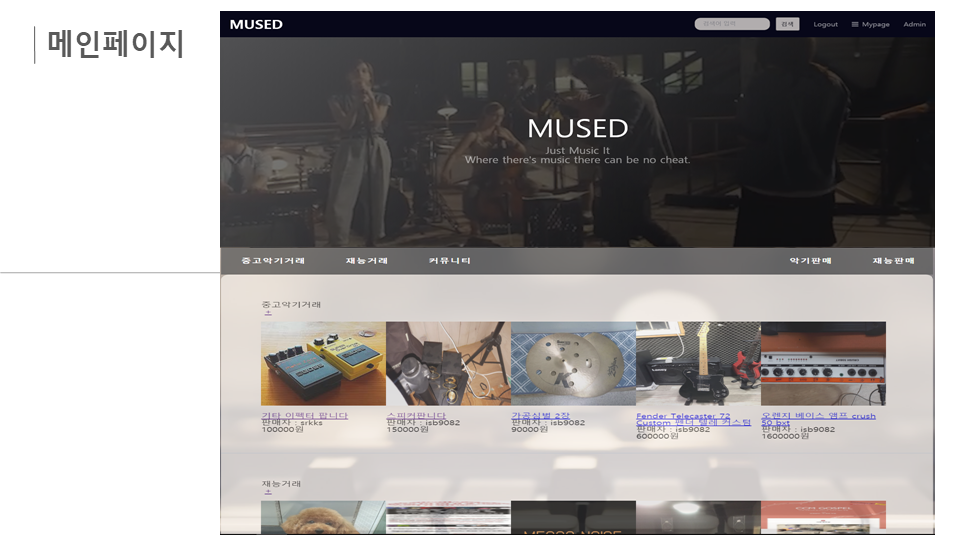 메인페이지
MUSED
검색
Logout
Mypage
Admin
MUSED
Just Music It
Where there's music there can be no cheat.
중고악기거래
재능거래
커뮤니티
악기판매
재능판매
중고악기거래
+
기타 이펙터 팝니다
판매자 : srkks
100000원
스피커판니다
판매자 : isb9082
150000원
가공심벌 2장
판매자 : isb9082
90000원
Fender Telecaster 72
Custom 펜더 텔레 커스텀
판매자 : isb9082
600000원
오렌지 베이스 엠프 crush
50 bxt
판매자 : isb9082
1600000원
재능거래
+